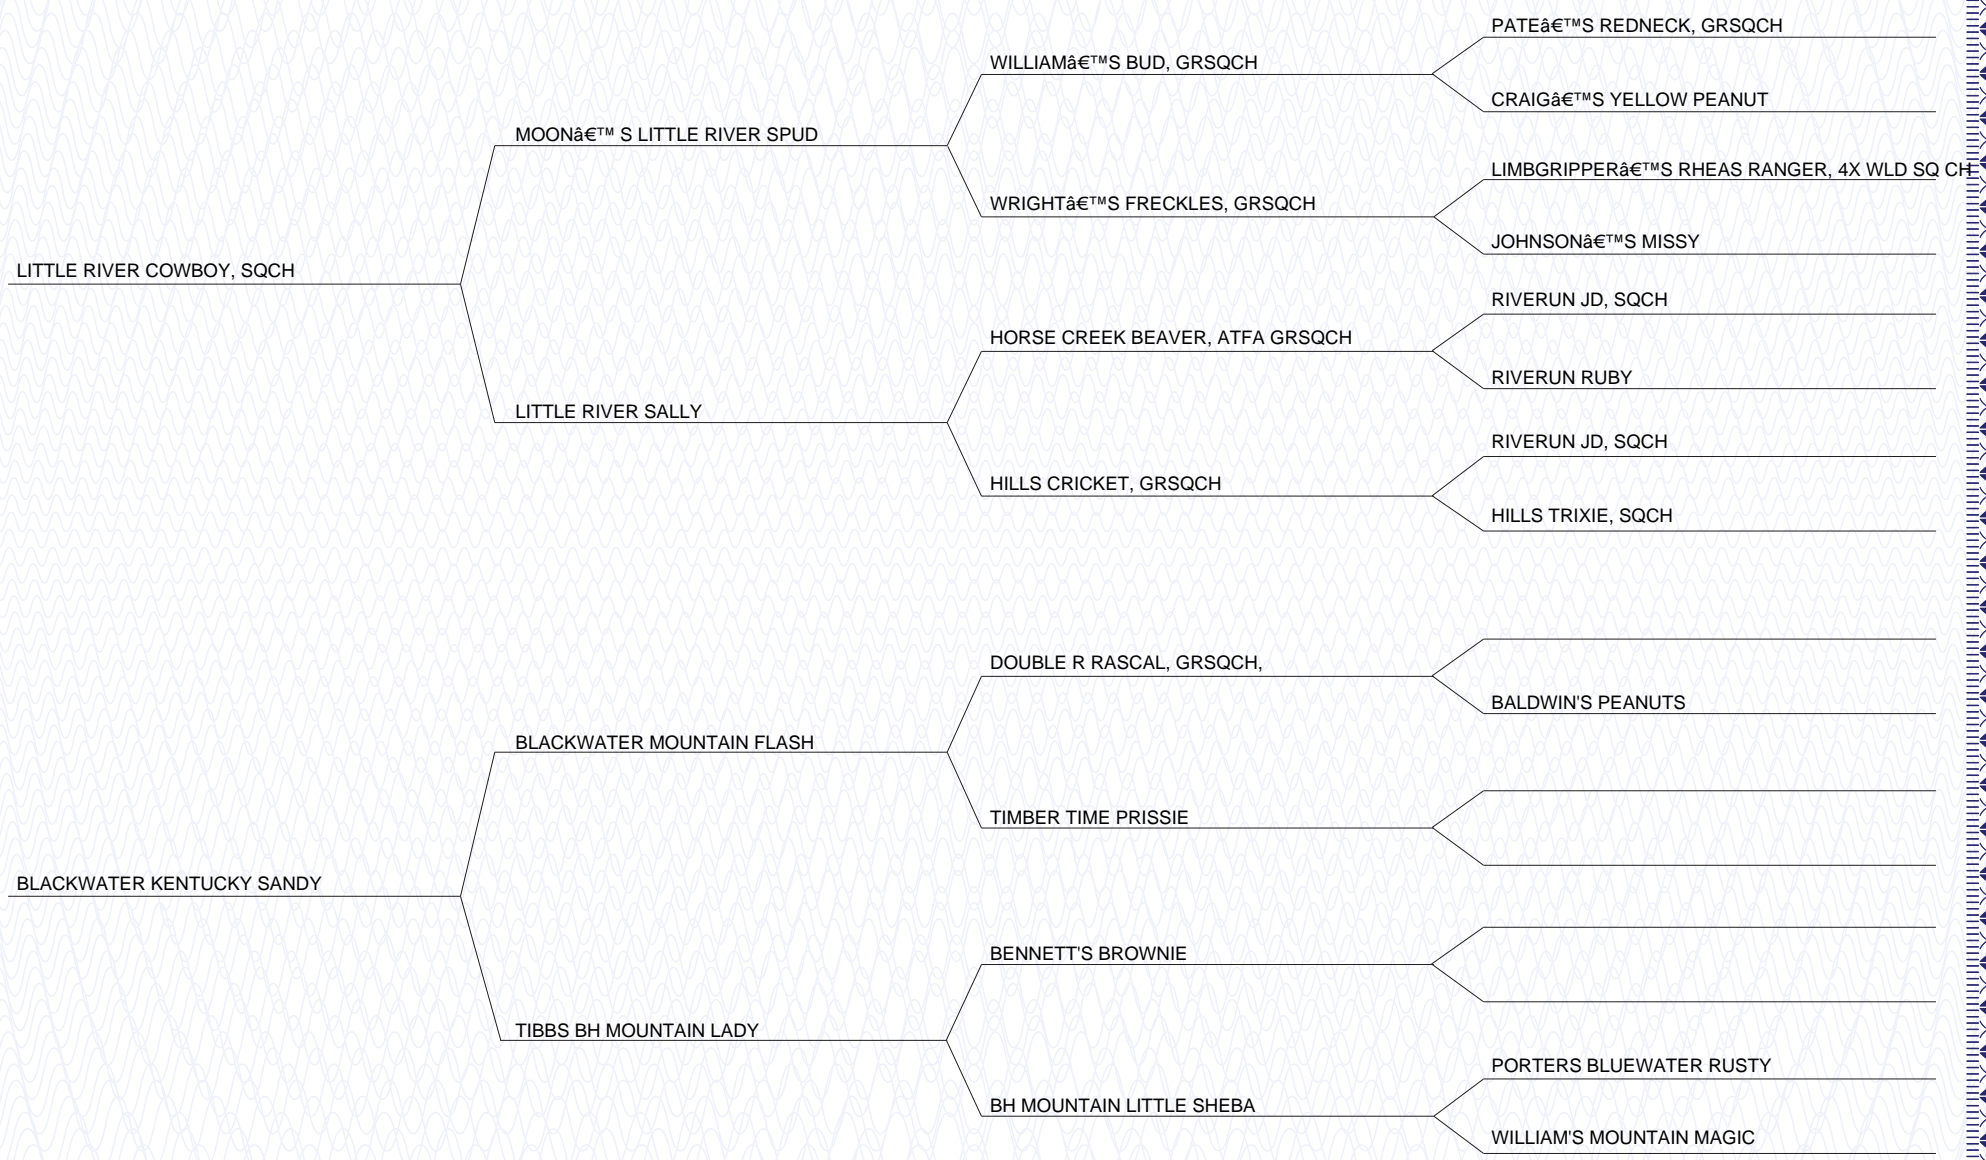 PATEâ€™S REDNECK, GRSQCH
WILLIAMâ€™S BUD, GRSQCH
CRAIGâ€™S YELLOW PEANUT
MOONâ€™ S LITTLE RIVER SPUD
LIMBGRIPPERâ€™S RHEAS RANGER, 4X WLD SQ CH
WRIGHTâ€™S FRECKLES, GRSQCH
JOHNSONâ€™S MISSY
LITTLE RIVER COWBOY, SQCH
RIVERUN JD, SQCH
HORSE CREEK BEAVER, ATFA GRSQCH
RIVERUN RUBY
LITTLE RIVER SALLY
RIVERUN JD, SQCH
HILLS CRICKET, GRSQCH
HILLS TRIXIE, SQCH
DOUBLE R RASCAL, GRSQCH,
BALDWIN'S PEANUTS
BLACKWATER MOUNTAIN FLASH
TIMBER TIME PRISSIE
BLACKWATER KENTUCKY SANDY
BENNETT'S BROWNIE
TIBBS BH MOUNTAIN LADY
PORTERS BLUEWATER RUSTY
BH MOUNTAIN LITTLE SHEBA
WILLIAM'S MOUNTAIN MAGIC